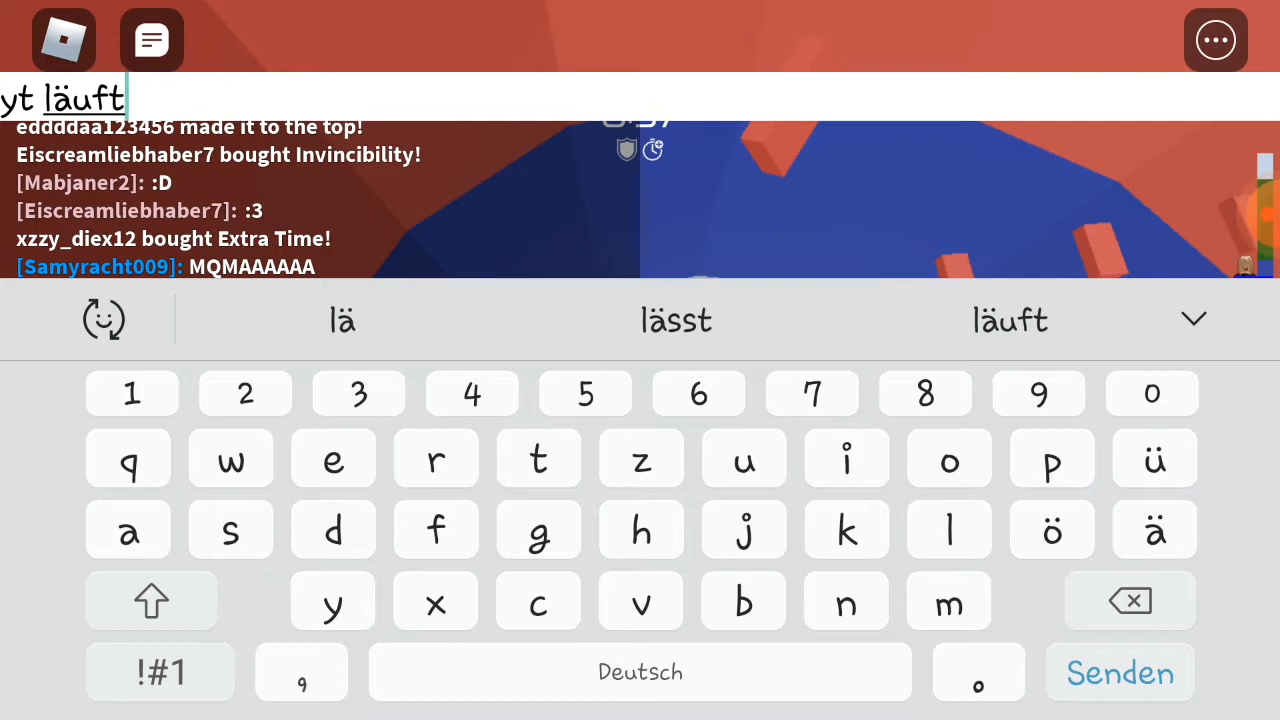 yt läuft
eddddaa123456 made it to the top!
Eiscreamliebhaber7 bought Invincibility!
[Mabjaner2]: :D
[Eiscreamliebhaber7]: :3
xzzy_diex12 bought Extra Time!
[Samyracht009]: MQMAAAAAA
lä lässt läuft
1 2 3 4 5 6 7 8 9 0
q w e r t z u i o p ü
a s d f g h j k l ö ä
y x c v b n m
!#1 , Deutsch . Senden